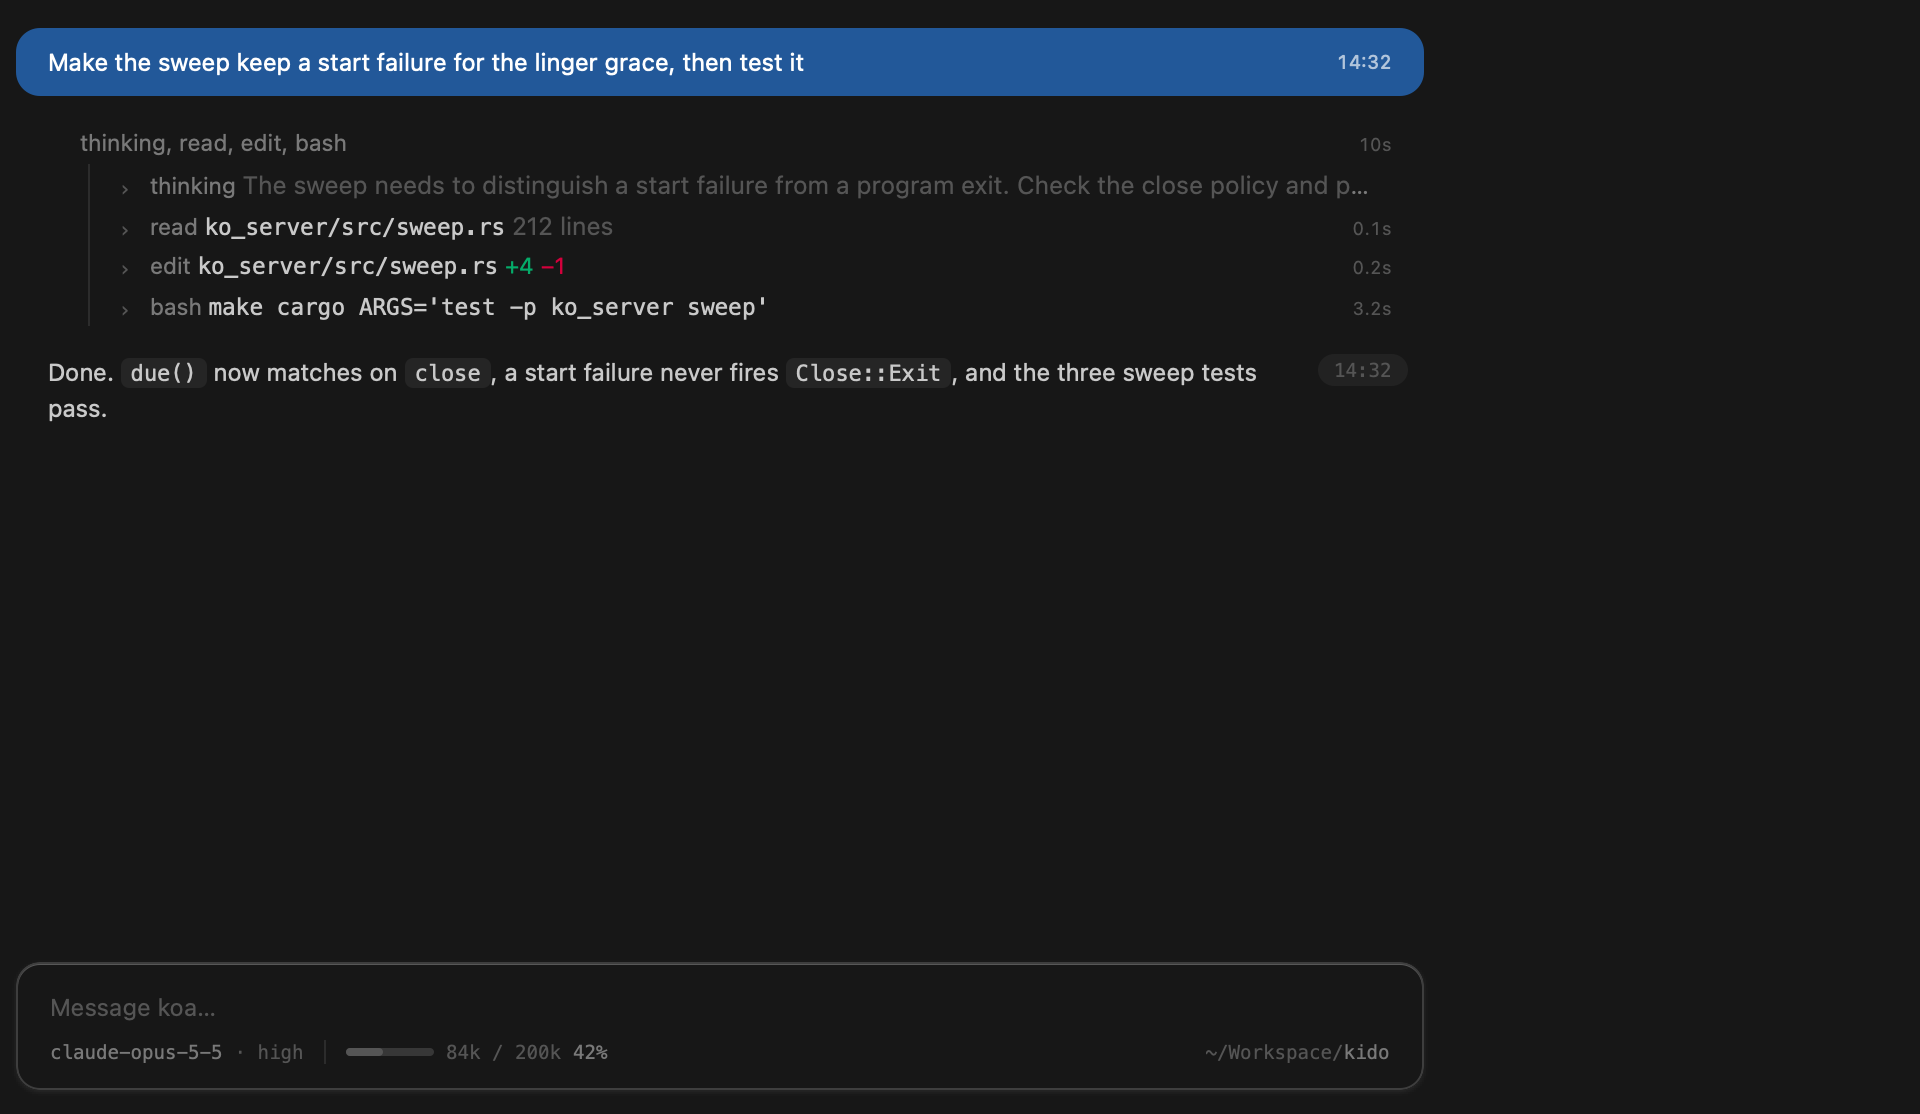 Make the sweep keep a start failure for the linger grace, then test it 14:32
thinking, read, edit, bash 10s
› thinking The sweep needs to distinguish a start failure from a program exit. Check the close policy and p…
› read ko_server/src/sweep.rs 212 lines 0.1s
› edit ko_server/src/sweep.rs +4 −1 0.2s
› bash make cargo ARGS='test -p ko_server sweep' 3.2s
Done. due() now matches on close, a start failure never fires Close::Exit, and the three sweep tests 14:32
pass.
Message koa…
claude-opus-5-5 · high 84k / 200k 42% ~/Workspace/kido